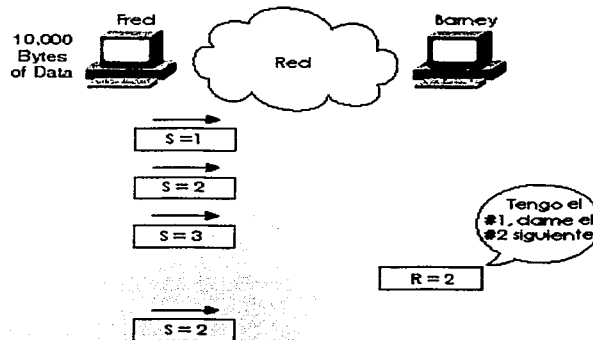 Fred
Barney
10,000
Bytes
of Data
Red
S = 1
S = 2
S = 3
Tengo el
#1, dame el
#2 siguiente
R = 2
S = 2